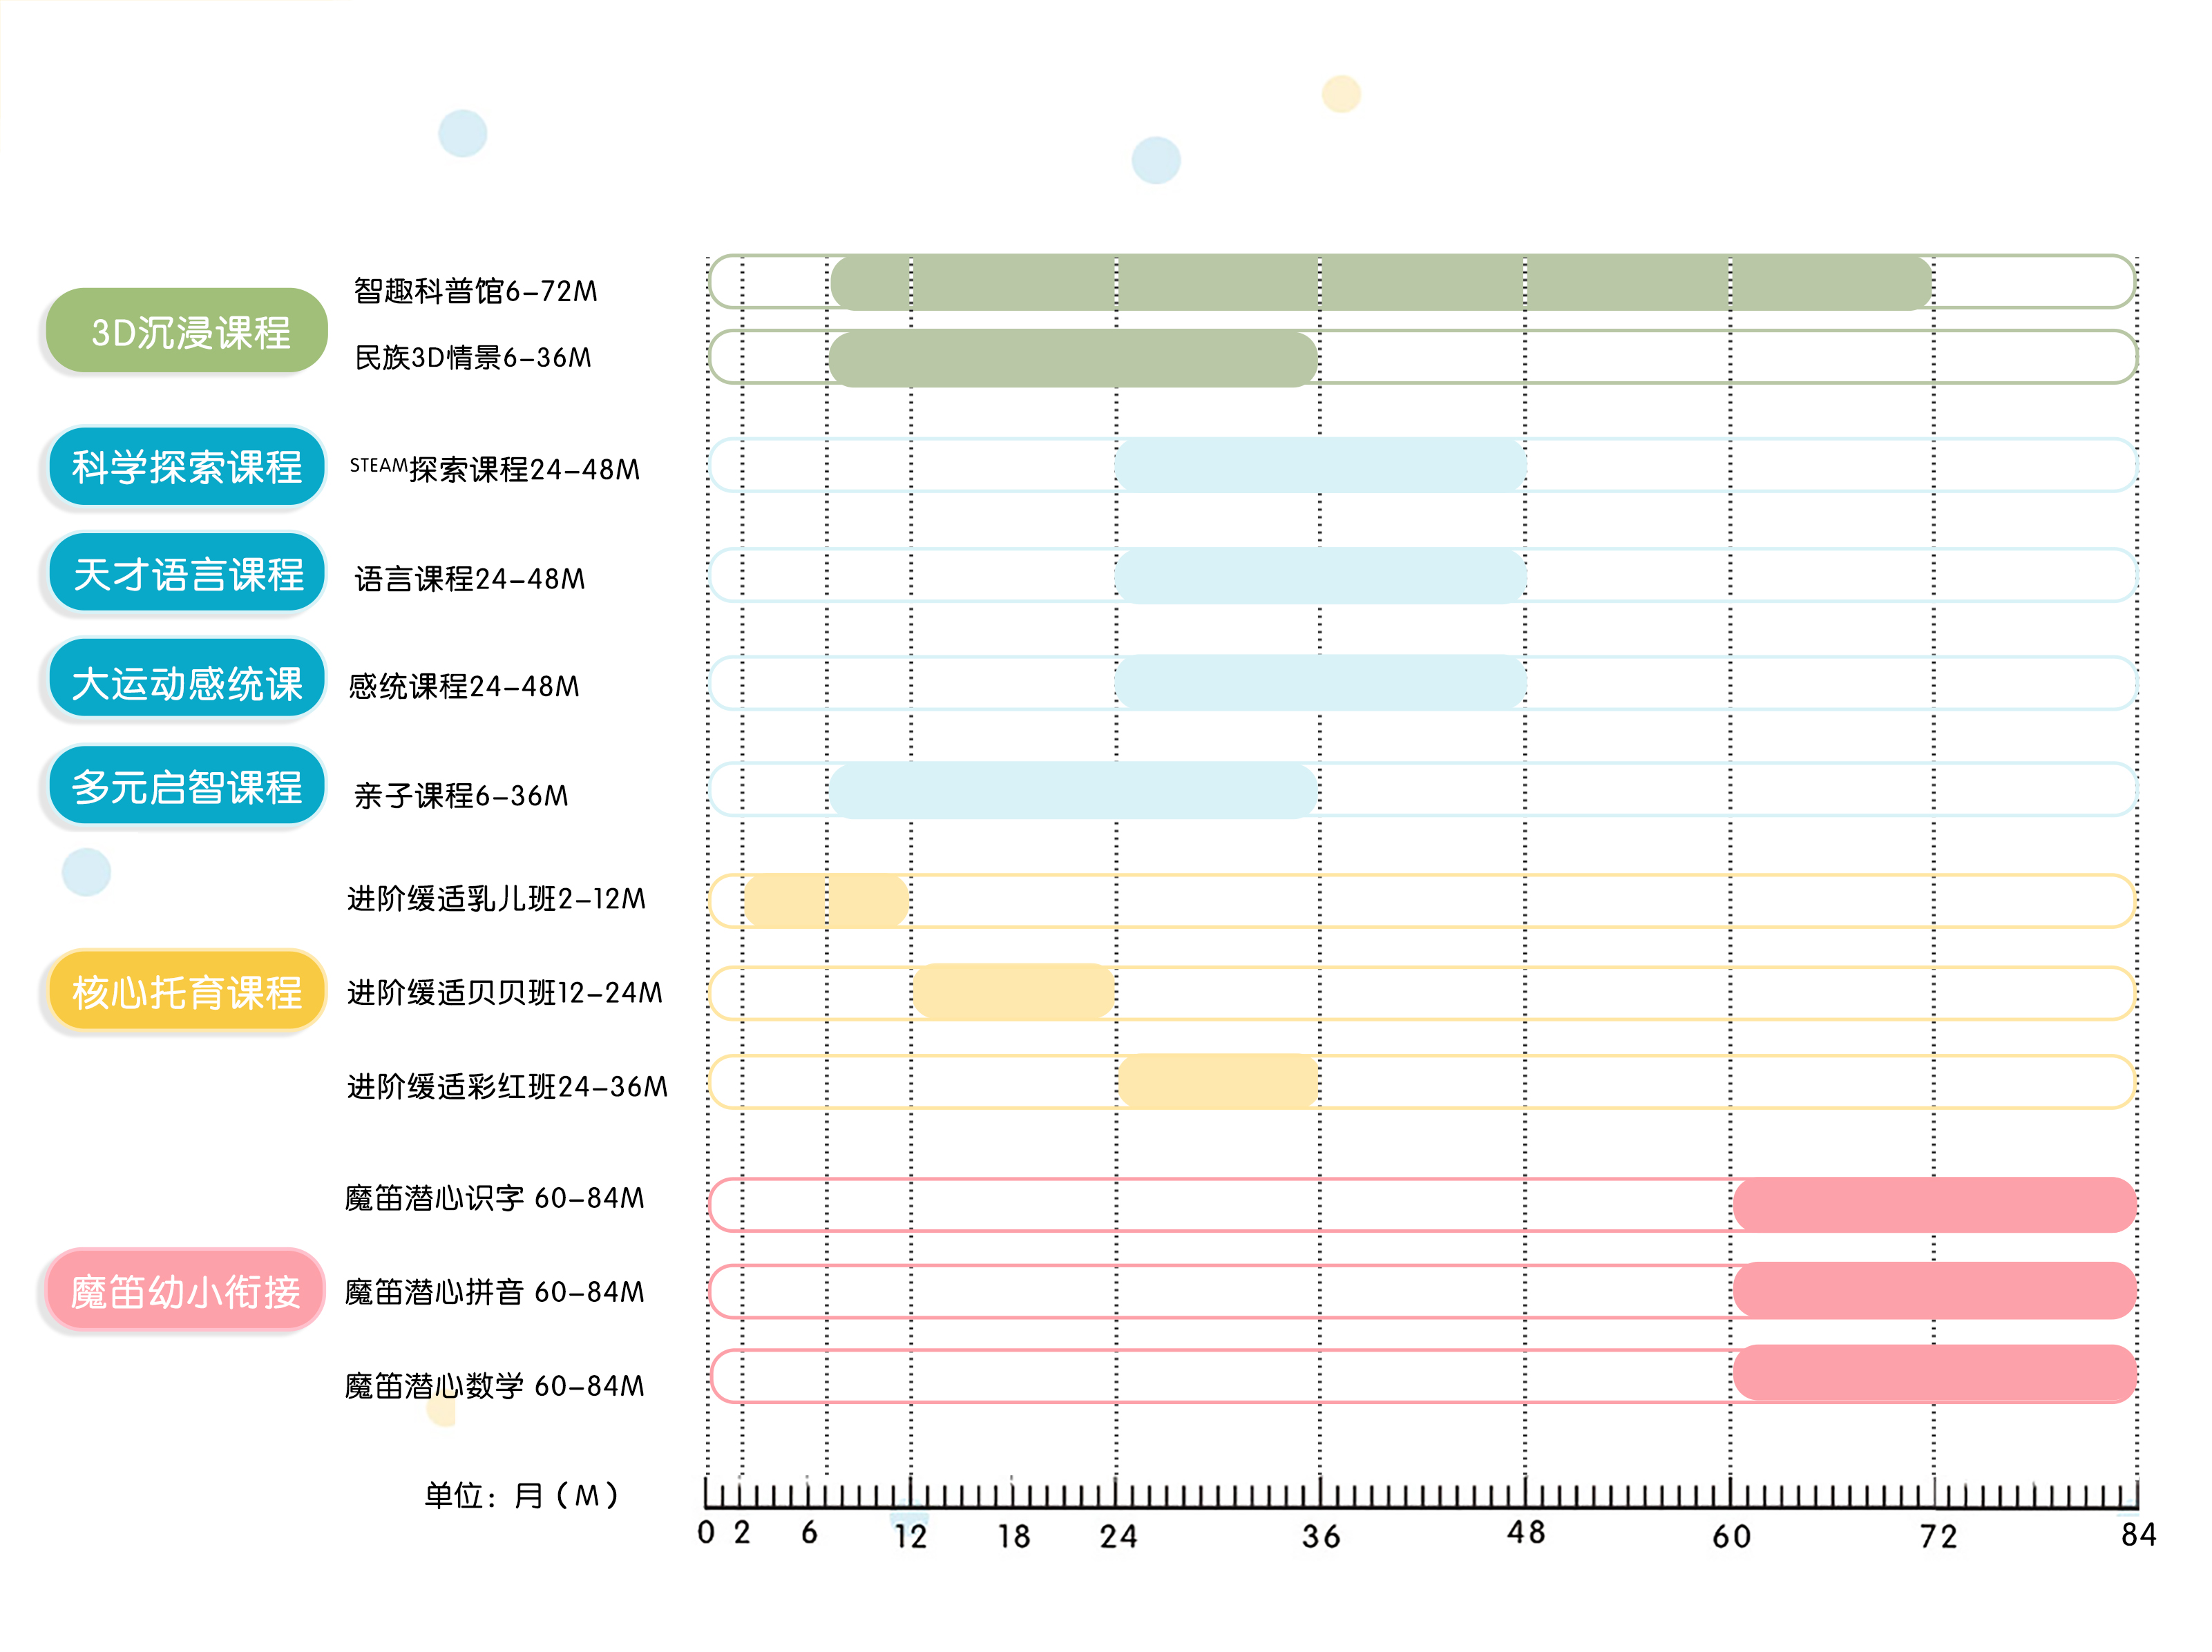 3D沉浸课程
智趣科普馆6-72M
民族3D情景6-36M
科学探索课程
STEAM探索课程24-48M
天才语言课程
语言课程24-48M
大运动感统课
感统课程24-48M
多元启智课程
亲子课程6-36M
核心托育课程
进阶缓适乳儿班2-12M
进阶缓适贝贝班12-24M
进阶缓适彩红班24-36M
魔笛幼小衔接
魔笛潜心识字 60-84M
魔笛潜心拼音 60-84M
魔笛潜心数学 60-84M
单位：月（M）
0 2 6 12 18 24 36 48 60 72 84